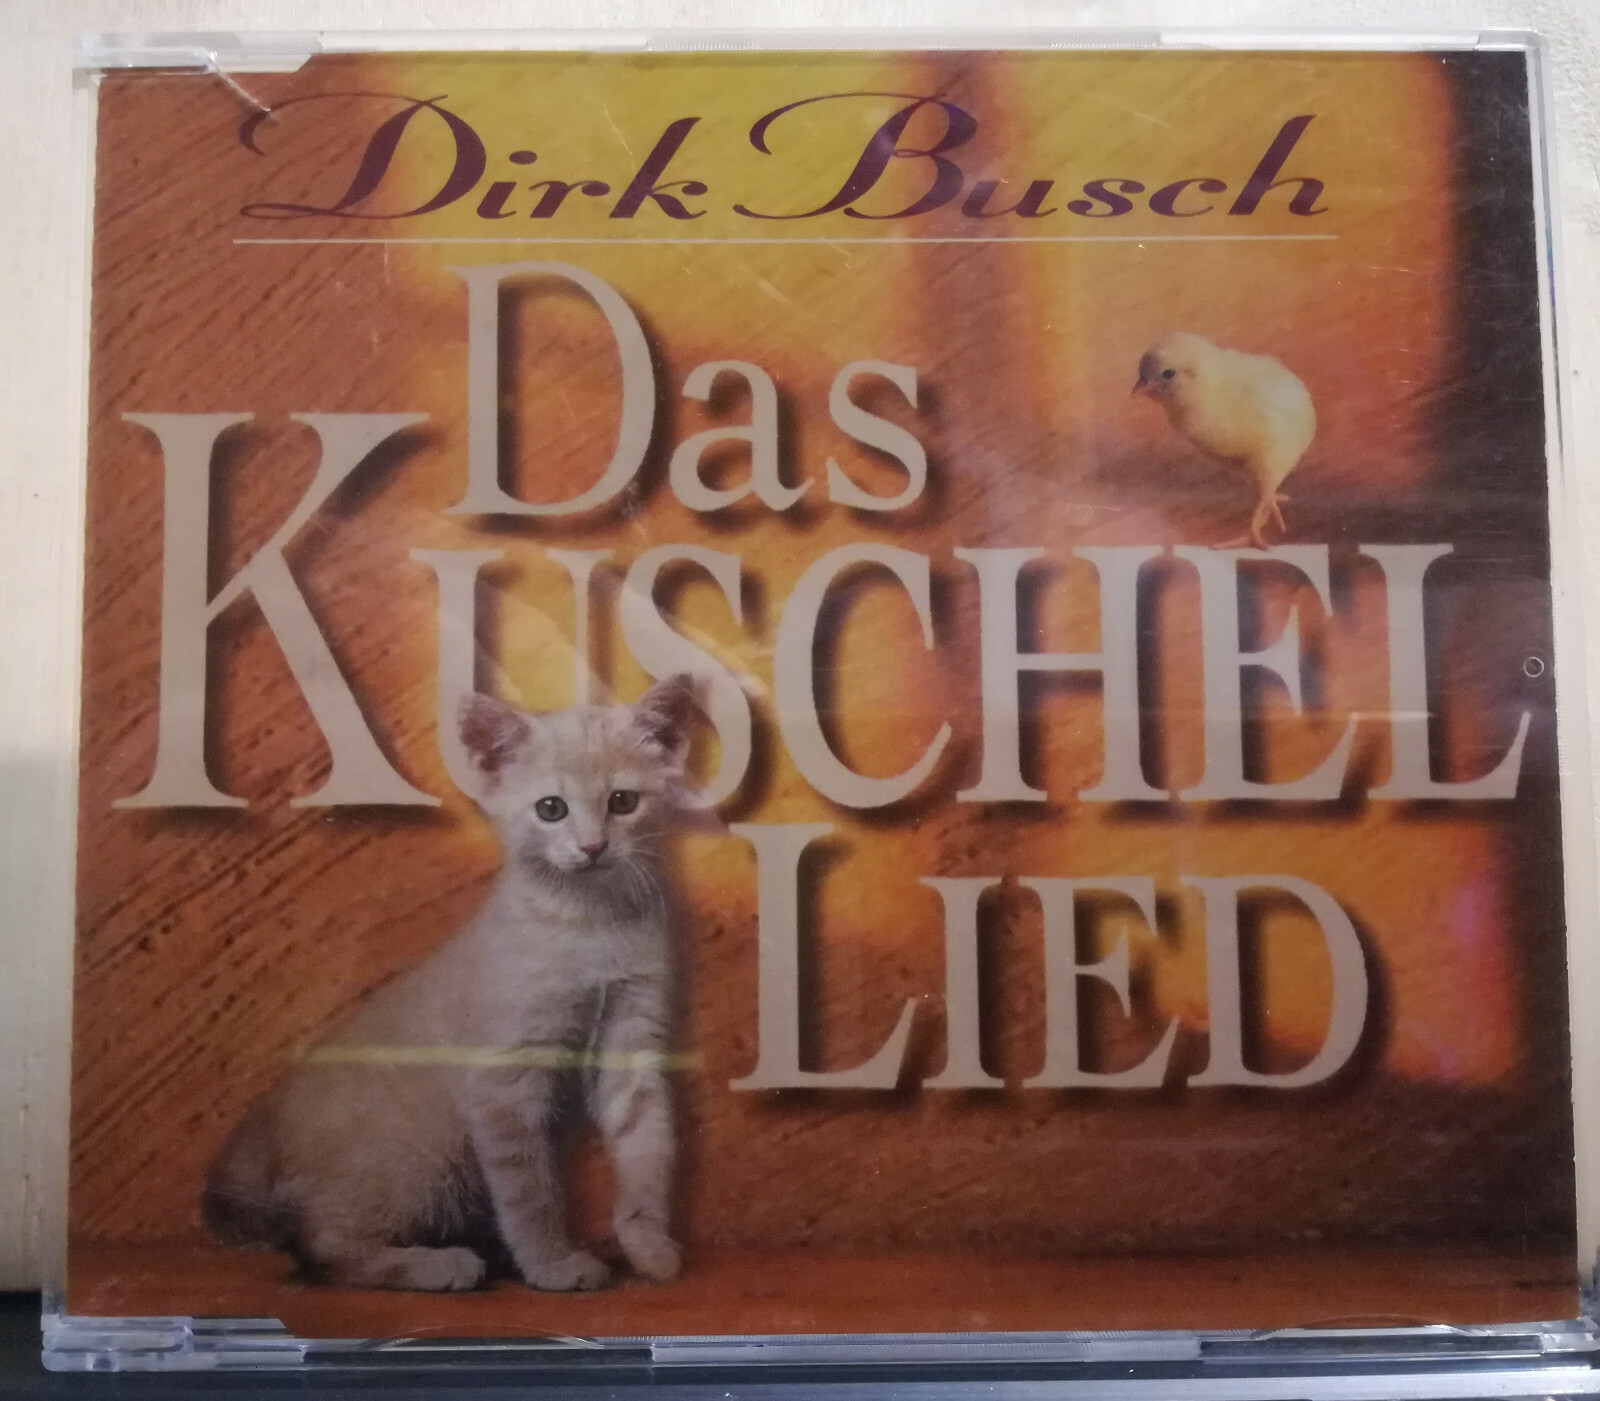 Dirk Busch
Das
KUSCHEL
LIED